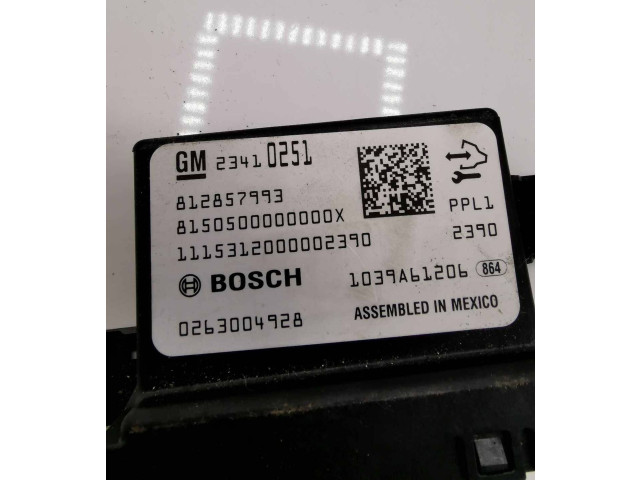 GM 23410251
812857993
8150500000000X
1115312000002390
PPL1
2390
BOSCH
1039A61206 864
0263004928
ASSEMBLED IN MEXICO